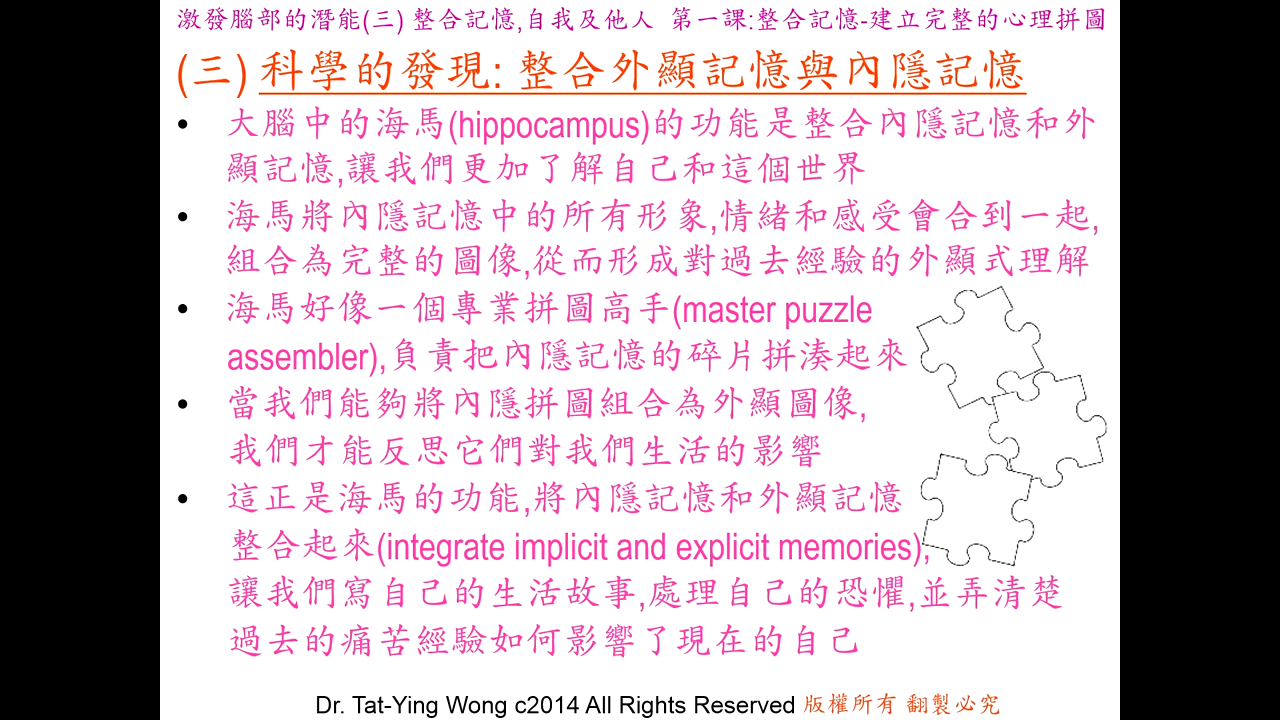 激發腦部的潛能(三) 整合記憶,自我及他人 第一課:整合記憶-建立完整的心理拼圖
(三) 科學的發現: 整合外顯記憶與內隱記憶
• 大腦中的海馬(hippocampus)的功能是整合內隱記憶和外
顯記憶,讓我們更加了解自己和這個世界
• 海馬將內隱記憶中的所有形象,情緒和感受會合到一起,
組合為完整的圖像,從而形成對過去經驗的外顯式理解
• 海馬好像一個專業拼圖高手(master puzzle
assembler),負責把內隱記憶的碎片拼湊起來
• 當我們能夠將內隱拼圖組合為外顯圖像,
我們才能反思它們對我們生活的影響
• 這正是海馬的功能,將內隱記憶和外顯記憶
整合起來(integrate implicit and explicit memories),
讓我們寫自己的生活故事,處理自己的恐懼,並弄清楚
過去的痛苦經驗如何影響了現在的自己
Dr. Tat-Ying Wong c2014 All Rights Reserved 版權所有 翻製必究